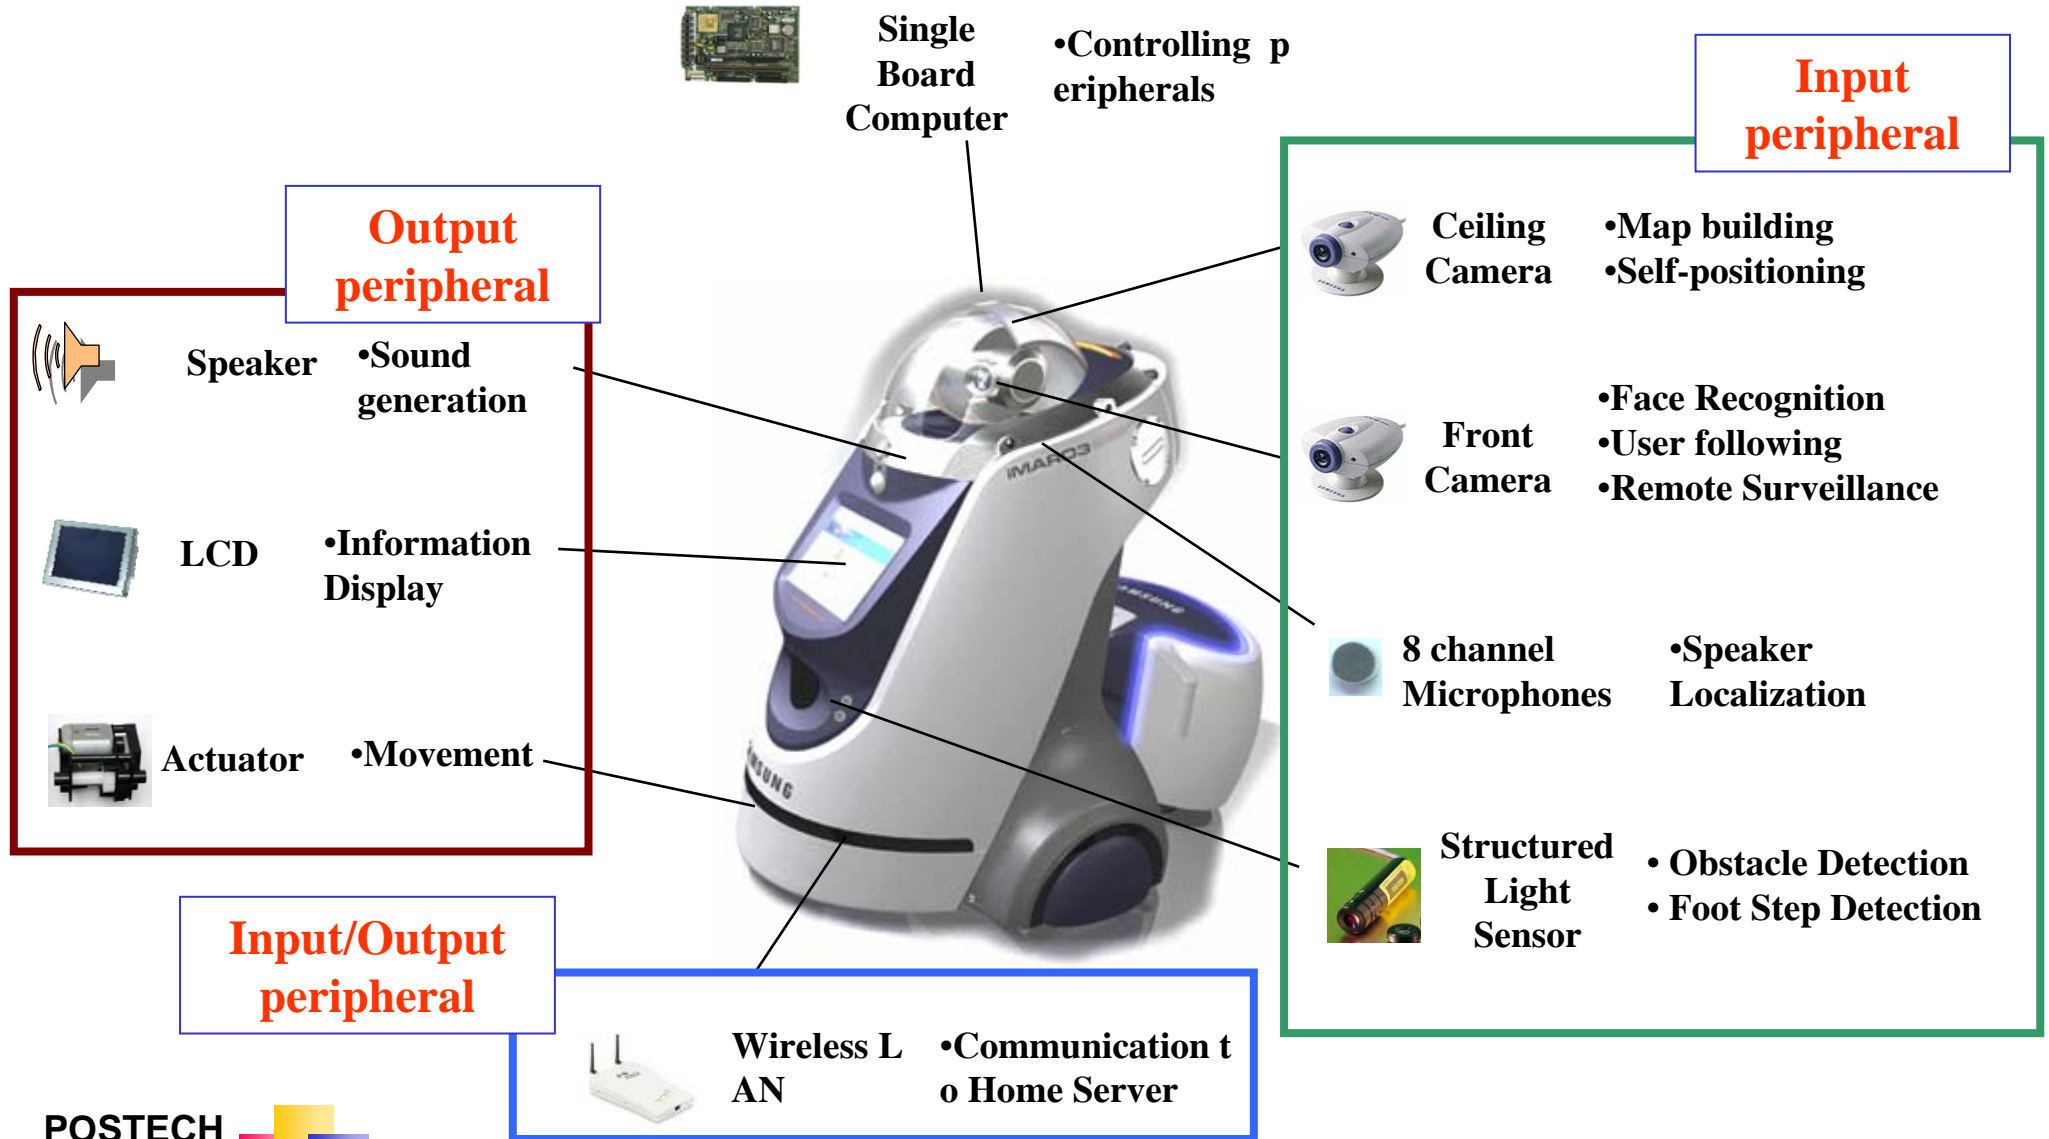 Single
Board
Computer
•Controlling p
eripherals
Input
peripheral
Output
peripheral
Speaker
•Sound
generation
LCD
•Information
Display
Actuator
•Movement
Ceiling
Camera
•Map building
•Self-positioning
Front
Camera
•Face Recognition
•User following
•Remote Surveillance
8 channel
Microphones
•Speaker
Localization
Structured
Light
Sensor
• Obstacle Detection
• Foot Step Detection
iMARO3
SAMSUNG
Input/Output
peripheral
Wireless L
AN
•Communication t
o Home Server
POSTECH